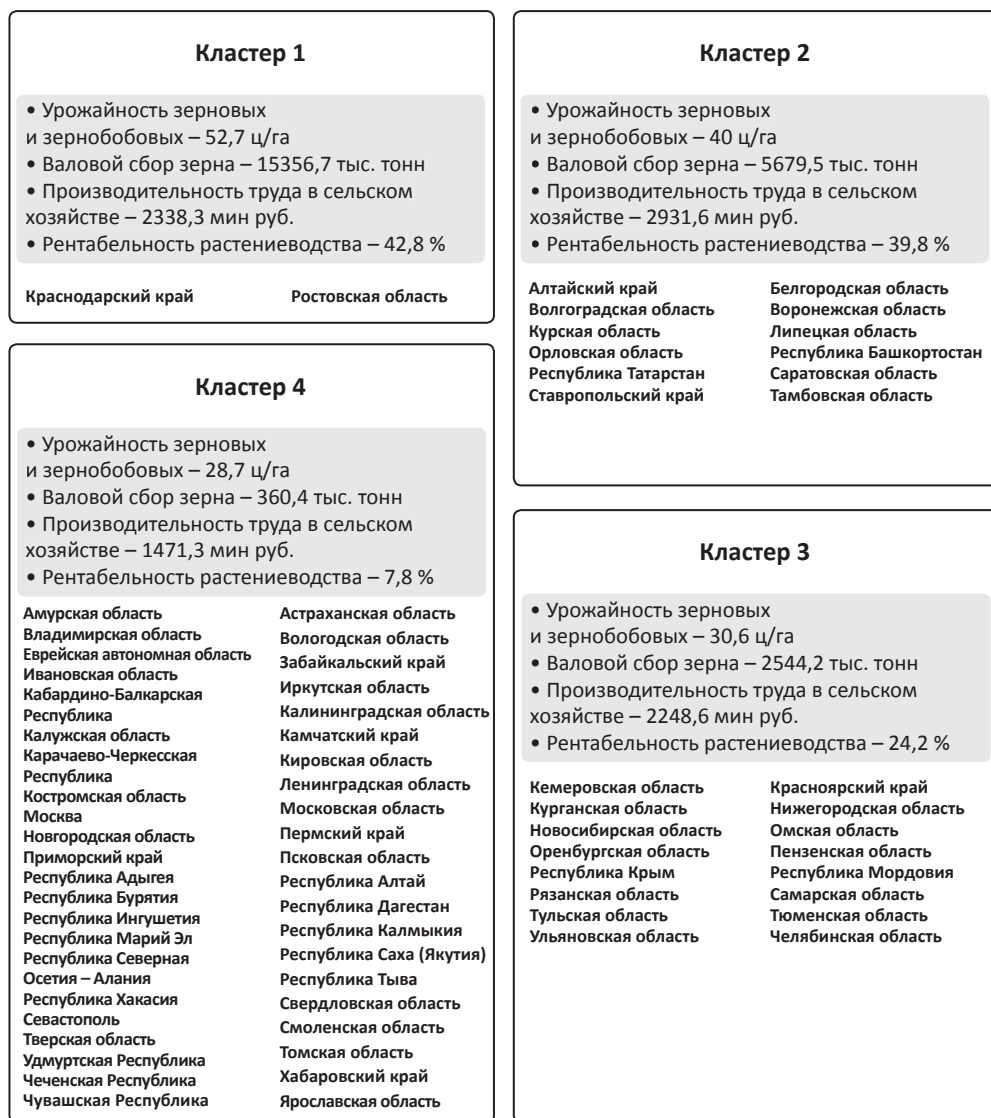 Кластер 1
• Урожайность зерновых
и зернобобовых – 52,7 ц/га
• Валовой сбор зерна – 15356,7 тыс. тонн
• Производительность труда в сельском
хозяйстве – 2338,3 мин руб.
• Рентабельность растениеводства – 42,8 %
Краснодарский край
Ростовская область
Кластер 2
• Урожайность зерновых
и зернобобовых – 40 ц/га
• Валовой сбор зерна – 5679,5 тыс. тонн
• Производительность труда в сельском
хозяйстве – 2931,6 мин руб.
• Рентабельность растениеводства – 39,8 %
Алтайский край
Волгоградская область
Курская область
Орловская область
Республика Татарстан
Ставропольский край
Белгородская область
Воронежская область
Липецкая область
Республика Башкортостан
Саратовская область
Тамбовская область
Кластер 4
• Урожайность зерновых
и зернобобовых – 28,7 ц/га
• Валовой сбор зерна – 360,4 тыс. тонн
• Производительность труда в сельском
хозяйстве – 1471,3 мин руб.
• Рентабельность растениеводства – 7,8 %
Амурская область
Владимирская область
Еврейская автономная область
Ивановская область
Кабардино-Балкарская
Республика
Калужская область
Карачаево-Черкесская
Республика
Костромская область
Москва
Новгородская область
Приморский край
Республика Адыгея
Республика Бурятия
Республика Ингушетия
Республика Марий Эл
Республика Северная
Осетия – Алания
Республика Хакасия
Севастополь
Тверская область
Удмуртская Республика
Чеченская Республика
Чувашская Республика
Астраханская область
Вологодская область
Забайкальский край
Иркутская область
Калининградская область
Камчатский край
Кировская область
Ленинградская область
Московская область
Пермский край
Псковская область
Республика Алтай
Республика Дагестан
Республика Калмыкия
Республика Саха (Якутия)
Республика Тыва
Свердловская область
Смоленская область
Томская область
Хабаровский край
Ярославская область
Кластер 3
• Урожайность зерновых
и зернобобовых – 30,6 ц/га
• Валовой сбор зерна – 2544,2 тыс. тонн
• Производительность труда в сельском
хозяйстве – 2248,6 мин руб.
• Рентабельность растениеводства – 24,2 %
Кемеровская область
Курганская область
Новосибирская область
Оренбургская область
Республика Крым
Рязанская область
Тульская область
Ульяновская область
Красноярский край
Нижегородская область
Омская область
Пензенская область
Республика Мордовия
Самарская область
Тюменская область
Челябинская область